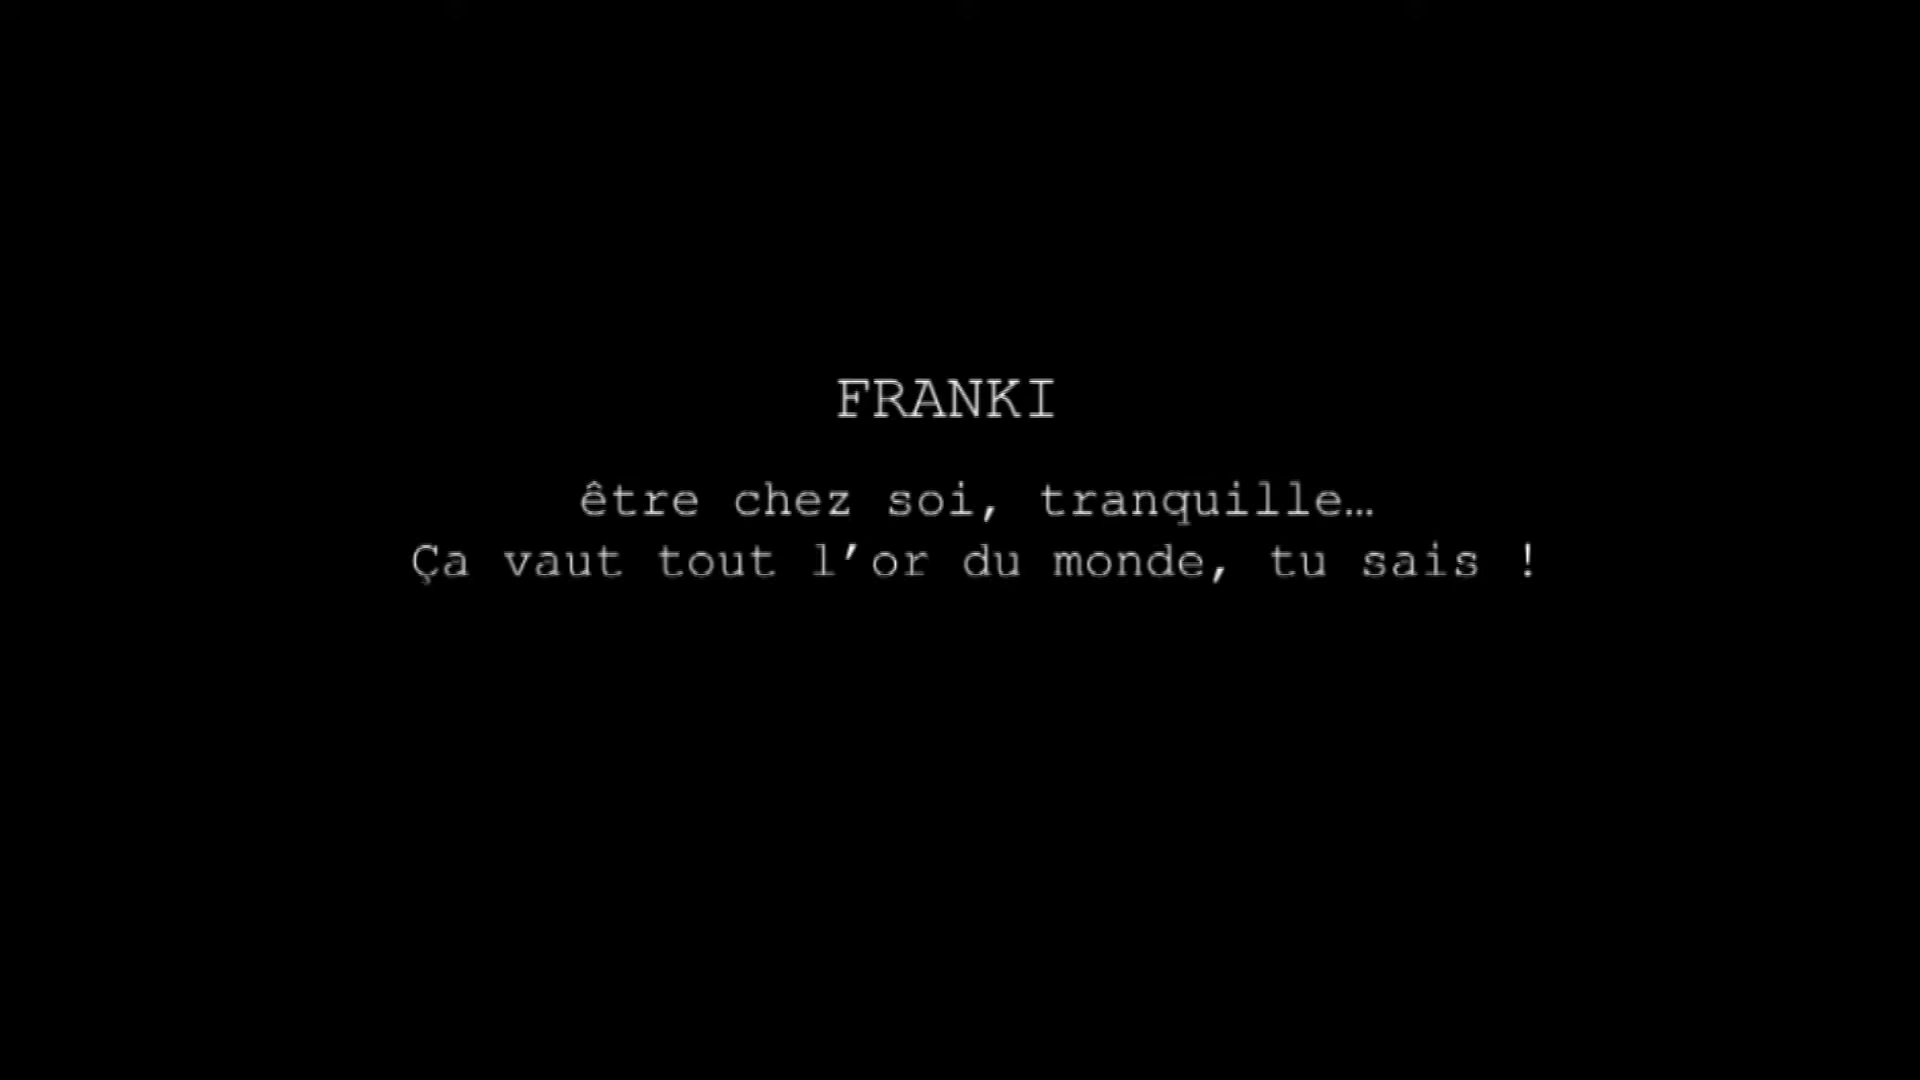 FRANKI
être chez soi, tranquille…
Ça vaut tout l’or du monde, tu sais !